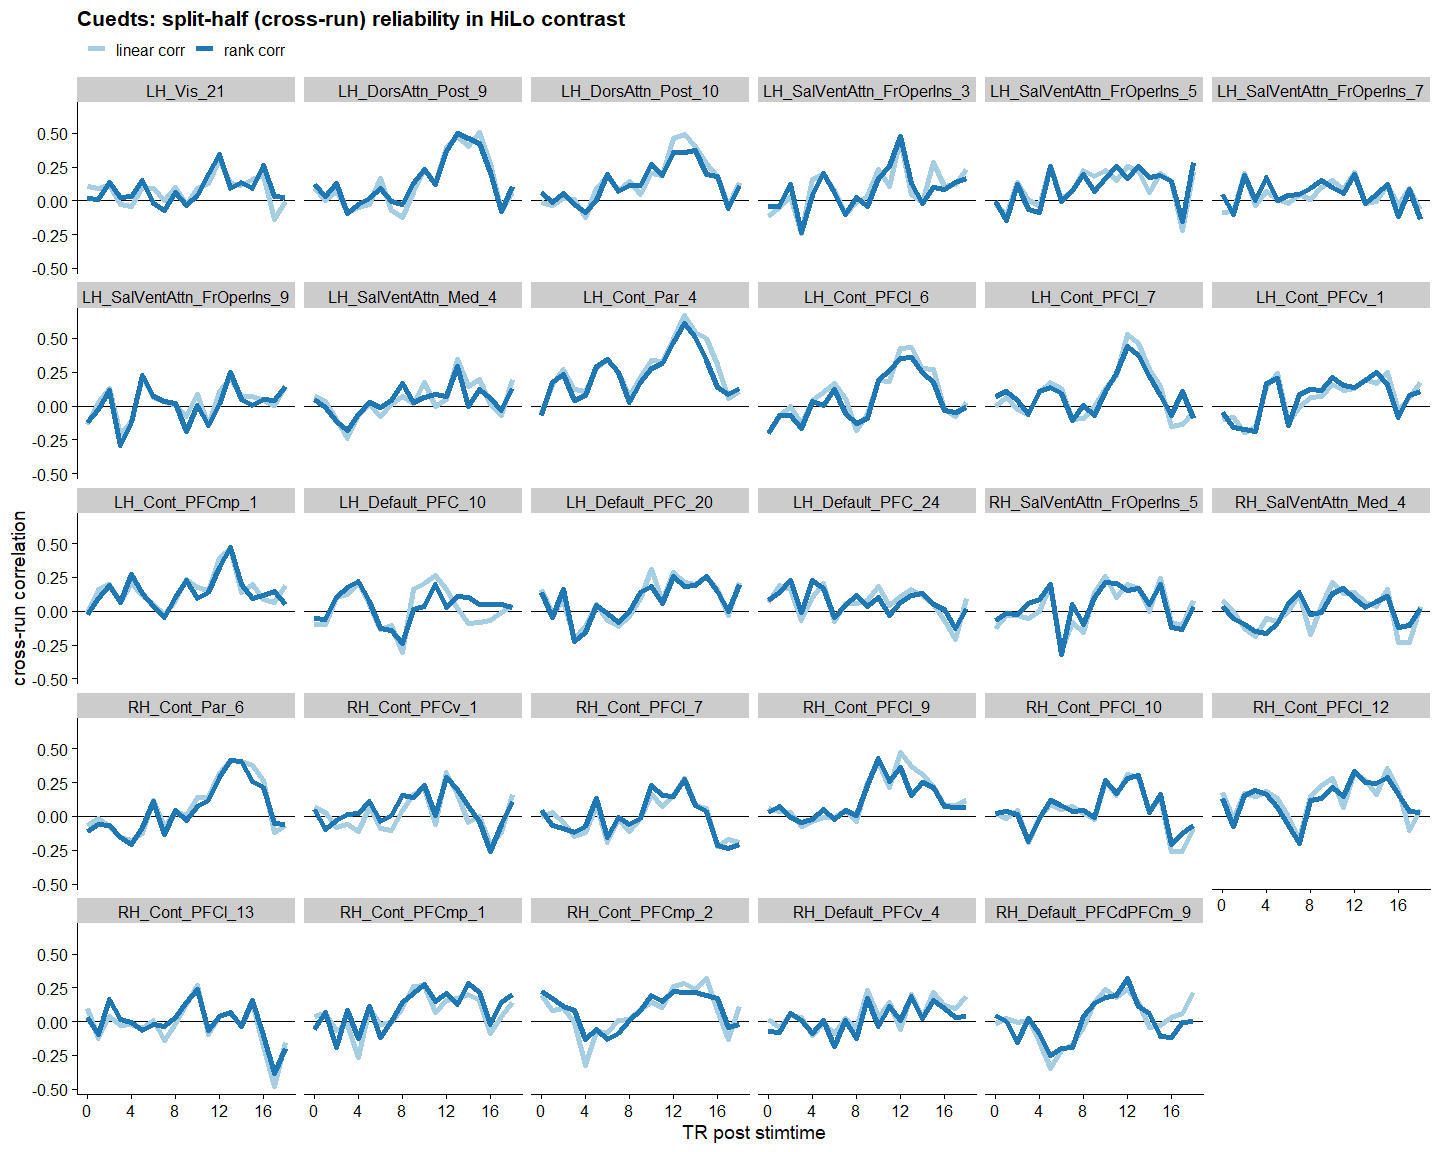 Cuedts: split-half (cross-run) reliability in HiLo contrast
linear corr rank corr
LH_Vis_21 LH_DorsAttn_Post_9 LH_DorsAttn_Post_10 LH_SalVentAttn_FrOperIns_3 LH_SalVentAttn_FrOperIns_5 LH_SalVentAttn_FrOperIns_7
0.50
0.25
0.00
-0.25
-0.50
LH_SalVentAttn_FrOperIns_9 LH_SalVentAttn_Med_4 LH_Cont_Par_4 LH_Cont_PFCl_6 LH_Cont_PFCl_7 LH_Cont_PFCv_1
0.50
0.25
0.00
-0.25
-0.50
LH_Cont_PFCmp_1 LH_Default_PFC_10 LH_Default_PFC_20 LH_Default_PFC_24 RH_SalVentAttn_FrOperIns_5 RH_SalVentAttn_Med_4
0.50
0.25
0.00
-0.25
-0.50
cross-run correlation
RH_Cont_Par_6 RH_Cont_PFCv_1 RH_Cont_PFCl_7 RH_Cont_PFCl_9 RH_Cont_PFCl_10 RH_Cont_PFCl_12
0.50
0.25
0.00
-0.25
-0.50
0 4 8 12 16
RH_Cont_PFCl_13 RH_Cont_PFCmp_1 RH_Cont_PFCmp_2 RH_Default_PFCv_4 RH_Default_PFCdPFCm_9
0.50
0.25
0.00
-0.25
-0.50
0 4 8 12 16 0 4 8 12 16 0 4 8 12 16 0 4 8 12 16 0 4 8 12 16
TR post stimtime